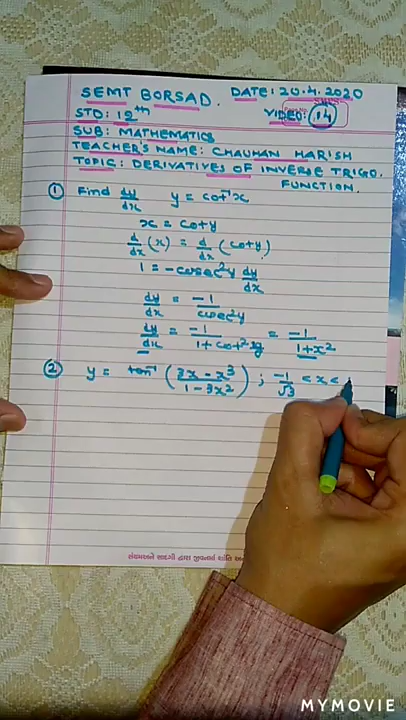 SEMT BORSAD. DATE: 20.4.2020
STD: 12th VIDEO: 14
SUB: MATHEMATICS
TEACHER'S NAME: CHAUHAN HARISH
TOPIC: DERIVATIVES OF INVERSE TRIGO. FUNCTION.
① Find dy/dx y = cot⁻¹x
x = cot y
d/dx (x) = d/dx (cot y)
1 = -cosec²y dy/dx
dy/dx = -1/cosec²y
dy/dx = -1/1+cot²y = -1/1+x²
② y = tan⁻¹ (3x - x³/1 - 3x²) ; -1/√3 < x <
સંયમઅને સાદગી દ્વારા જીવનમાં શાંતિ
MYMOVIE